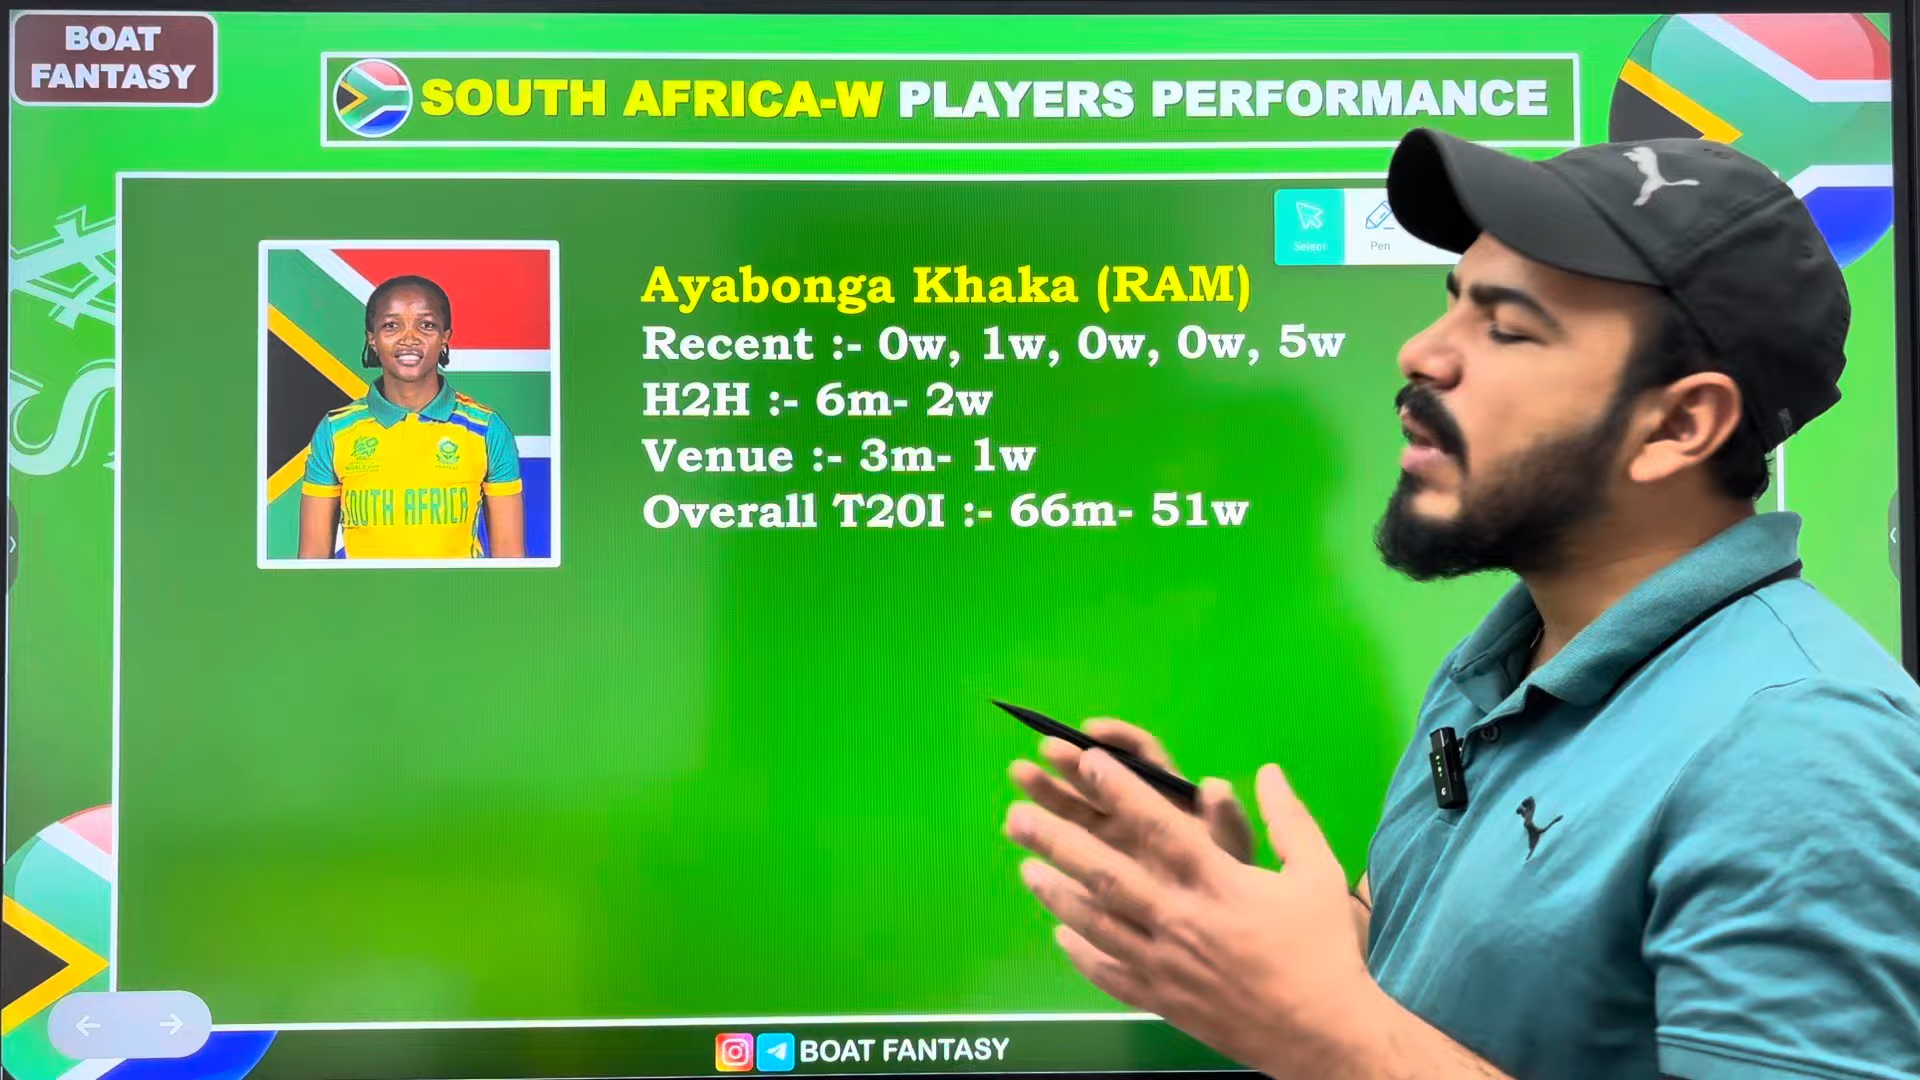 BOAT
FANTASY
SOUTH AFRICA-W PLAYERS PERFORMANCE
Select
Pen
Ayabonga Khaka (RAM)
Recent :- 0w, 1w, 0w, 0w, 5w
H2H :- 6m- 2w
Venue :- 3m- 1w
Overall T20I :- 66m- 51w
SOUTH AFRICA
BOAT FANTASY